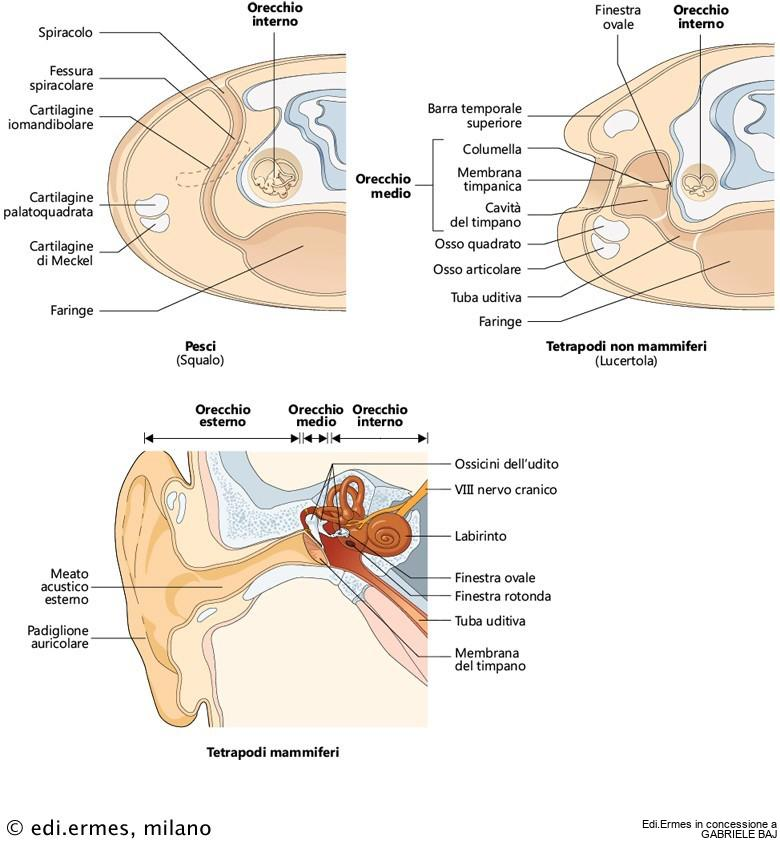 Orecchio
interno
Spiracolo
Fessura
spiracolare
Cartilagine
iomandibolare
Cartilagine
palatoquadrata
Cartilagine
di Meckel
Faringe
Pesci
(Squalo)
Finestra
ovale
Orecchio
interno
Barra temporale
superiore
Columella
Orecchio
medio
Membrana
timpanica
Cavità
del timpano
Osso quadrato
Osso articolare
Tuba uditiva
Faringe
Tetrapodi non mammiferi
(Lucertola)
Orecchio
esterno
Orecchio
medio
Orecchio
interno
Ossicini dell'udito
VIII nervo cranico
Labirinto
Finestra ovale
Finestra rotonda
Tuba uditiva
Membrana
del timpano
Meato
acustico
esterno
Padiglione
auricolare
Tetrapodi mammiferi
© edi.ermes, milano
Edi.Ermes in concessione a
GABRIELE BAJ